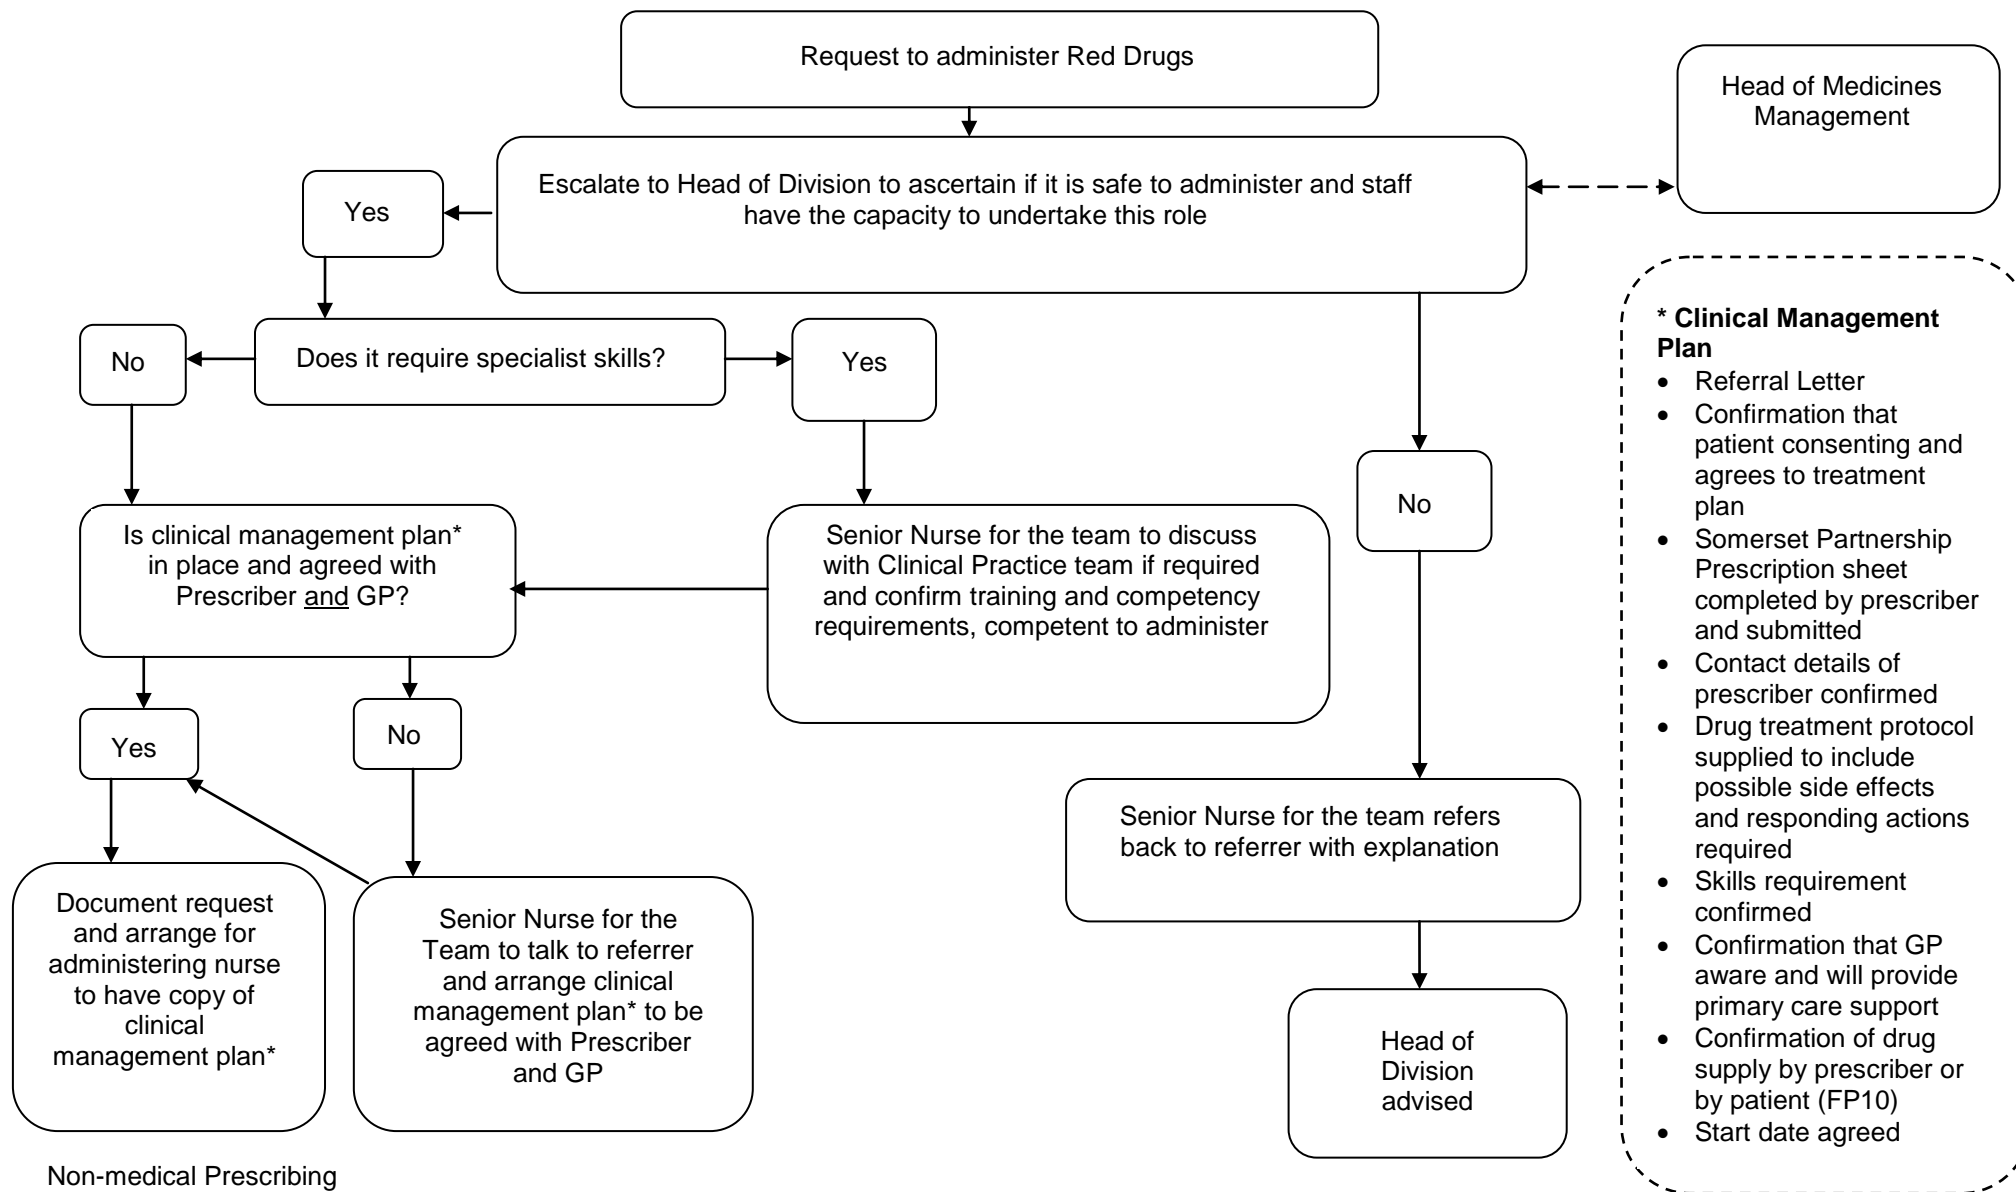 Request to administer Red Drugs
Head of Medicines
Management
Escalate to Head of Division to ascertain if it is safe to administer and staff
have the capacity to undertake this role
Yes
No
Does it require specialist skills?
Yes
Is clinical management plan*
in place and agreed with
Prescriber and GP?
Senior Nurse for the team to discuss
with Clinical Practice team if required
and confirm training and competency
requirements, competent to administer
No
Yes
No
Senior Nurse for the team refers
back to referrer with explanation
Document request
and arrange for
administering nurse
to have copy of
clinical
management plan*
Senior Nurse for the
Team to talk to referrer
and arrange clinical
management plan* to be
agreed with Prescriber
and GP
Head of
Division
advised
* Clinical Management
Plan
• Referral Letter
• Confirmation that
patient consenting and
agrees to treatment
plan
• Somerset Partnership
Prescription sheet
completed by prescriber
and submitted
• Contact details of
prescriber confirmed
• Drug treatment protocol
supplied to include
possible side effects
and responding actions
required
• Skills requirement
confirmed
• Confirmation that GP
aware and will provide
primary care support
• Confirmation of drug
supply by prescriber or
by patient (FP10)
• Start date agreed
Non-medical Prescribing